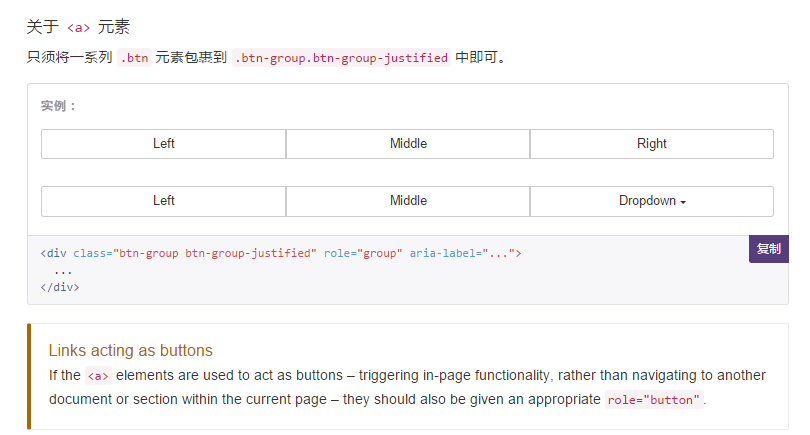 关于 <a> 元素
只须将一系列 .btn 元素包裹到 .btn-group.btn-group-justified 中即可。
实例：
Left Middle Right
Left Middle Dropdown
复制
<div class="btn-group btn-group-justified" role="group" aria-label="...">
...
</div>
Links acting as buttons
If the <a> elements are used to act as buttons – triggering in-page functionality, rather than navigating to another
document or section within the current page – they should also be given an appropriate role="button".